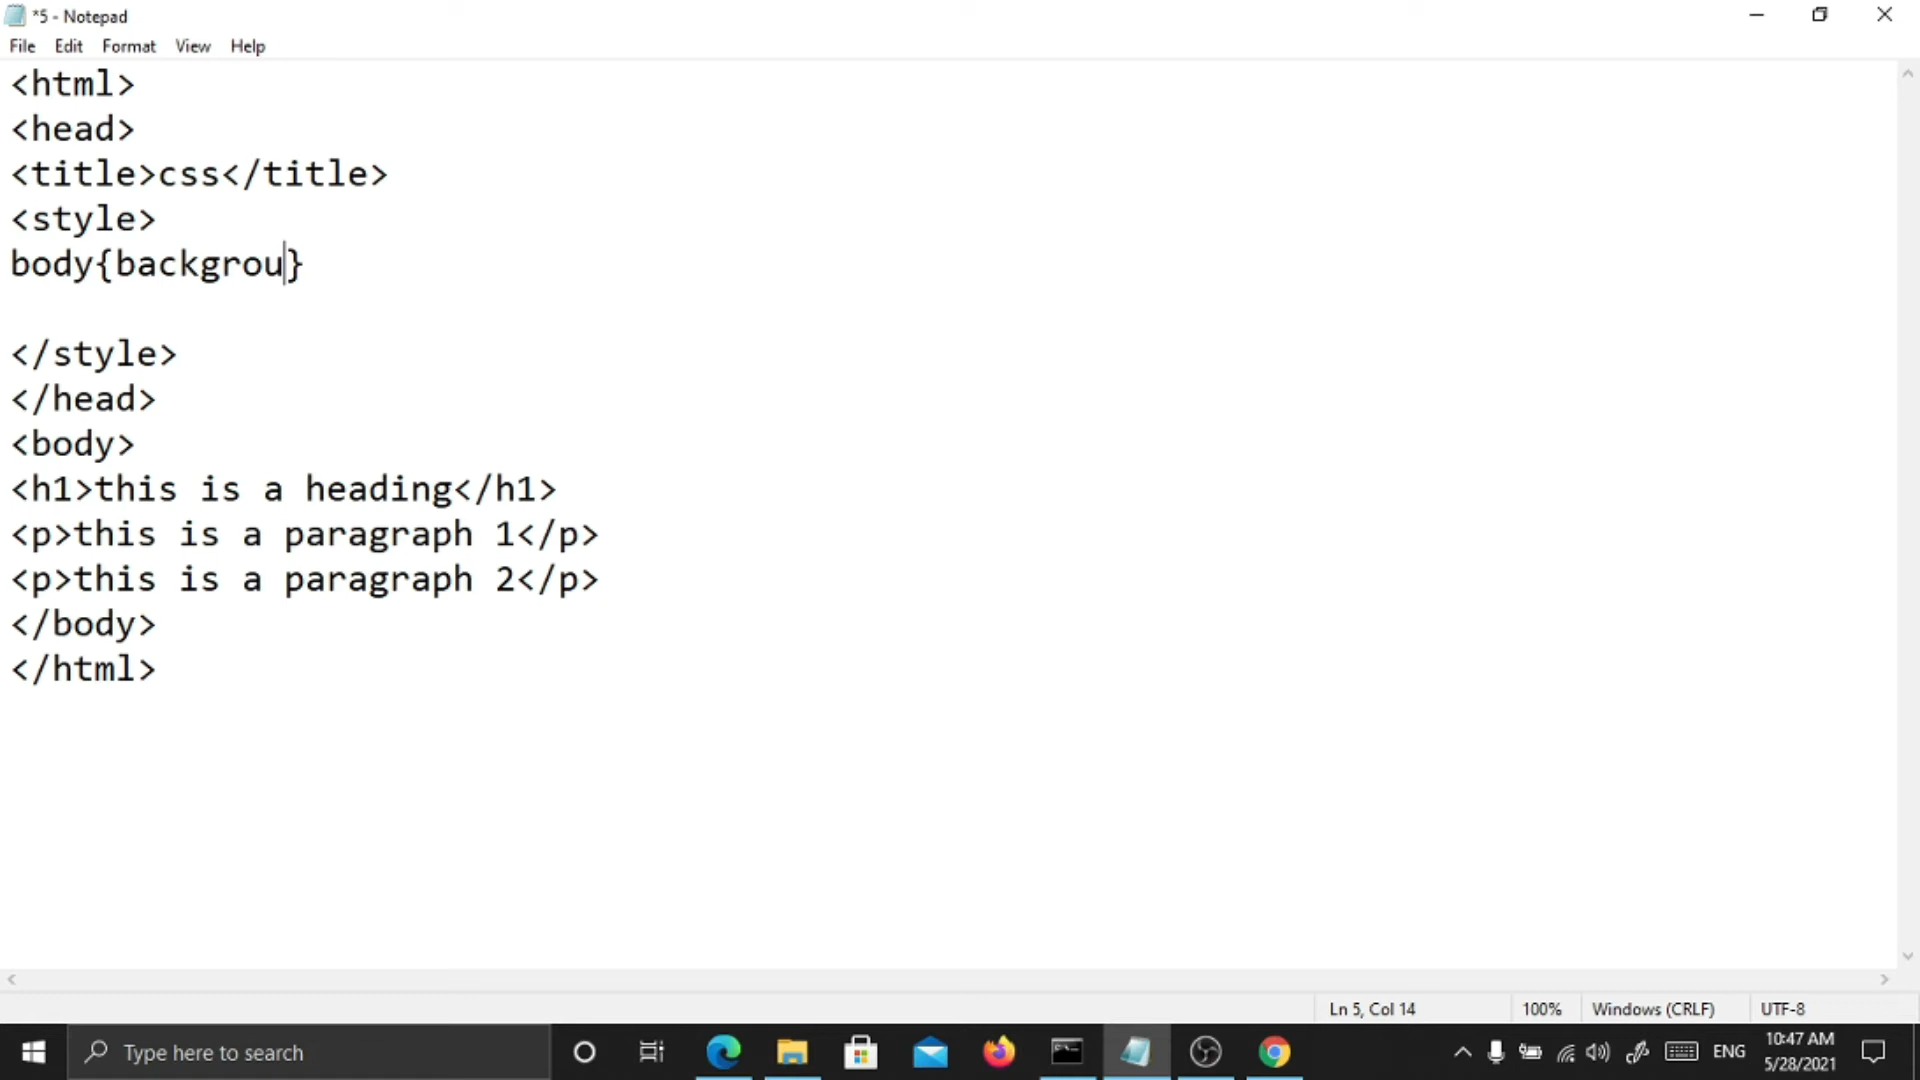 *5 - Notepad
File Edit Format View Help
<html>
<head>
<title>css</title>
<style>
body{backgrou}
</style>
</head>
<body>
<h1>this is a heading</h1>
<p>this is a paragraph 1</p>
<p>this is a paragraph 2</p>
</body>
</html>
Ln 5, Col 14 100% Windows (CRLF) UTF-8
Type here to search ENG 10:47 AM
5/28/2021